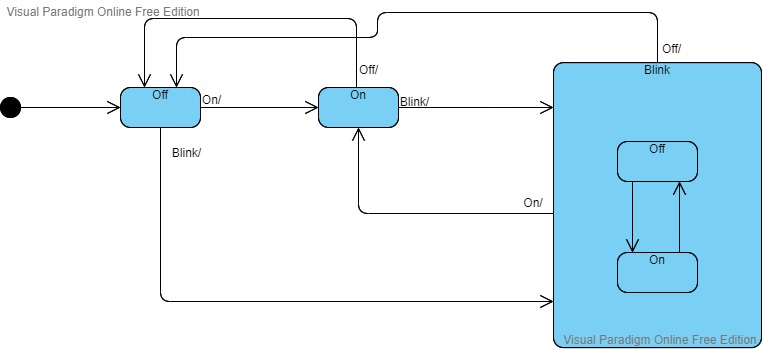 Visual Paradigm Online Free Edition
Off/
Off/
Blink
Off
On/
On
Blink/
Blink/
Off
On/
On
Visual Paradigm Online Free Edition